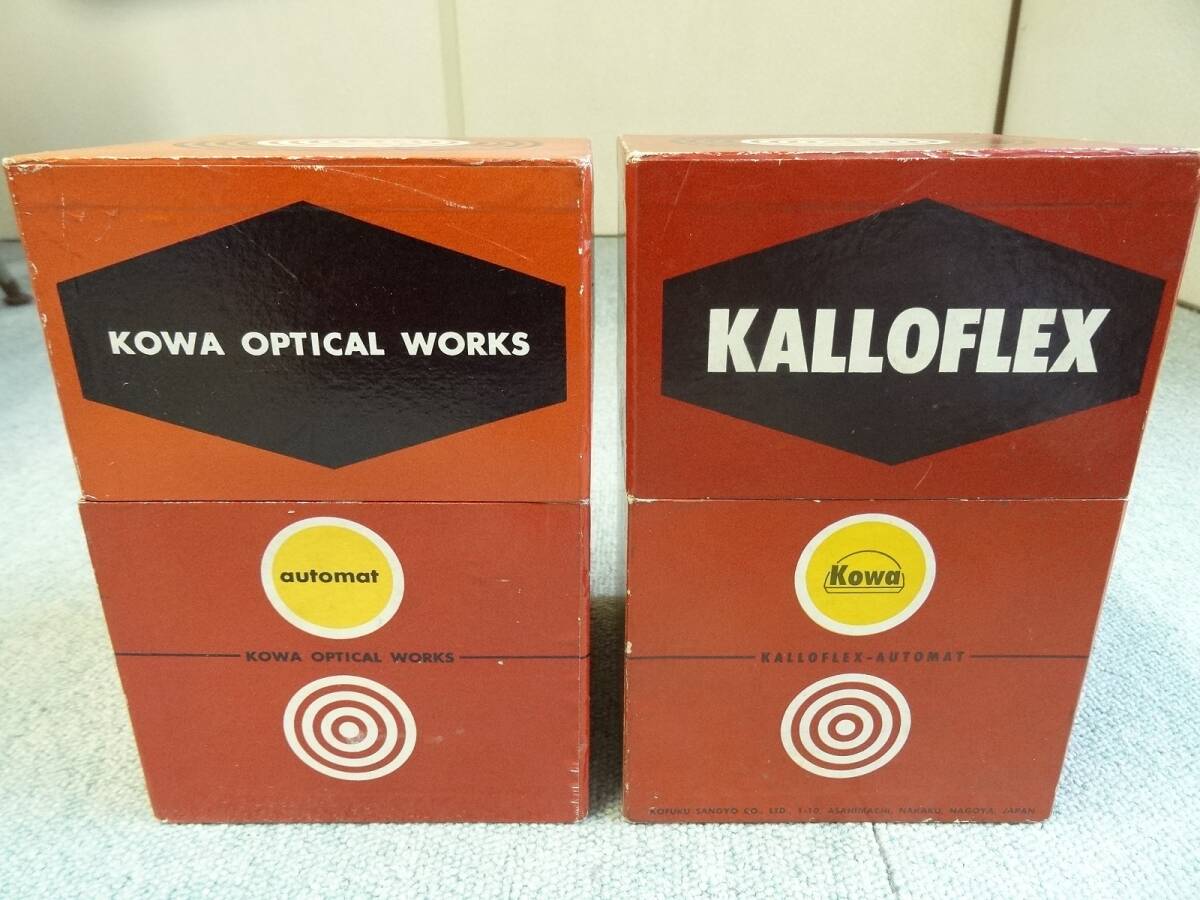 KOWA OPTICAL WORKS
automat
KOWA OPTICAL WORKS
KALLOFLEX
Kowa
KALLOFLEX-AUTOMAT
KOFUKU SANGYO CO., LTD., 1-10, ASAHIMACHI, NAKAKU, NAGOYA, JAPAN